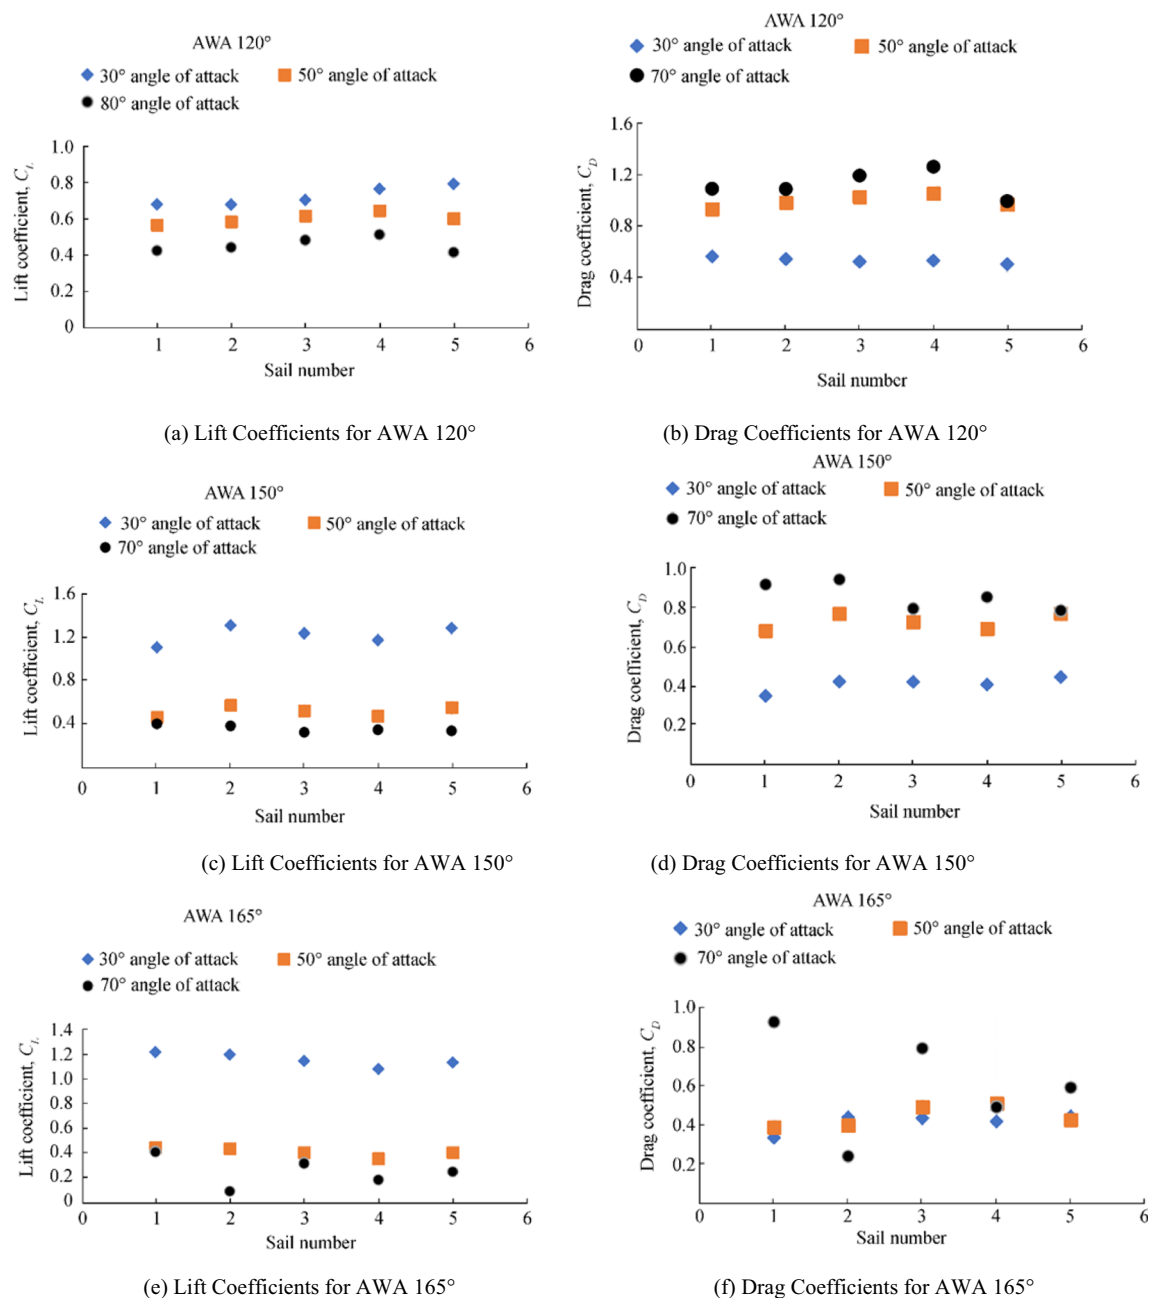 AWA 120°
30° angle of attack
50° angle of attack
80° angle of attack
Lift coefficient, C_L
1.0
0.8
0.6
0.4
0.2
0
1
2
3
4
5
6
Sail number
(a) Lift Coefficients for AWA 120°
AWA 120°
30° angle of attack
50° angle of attack
70° angle of attack
Drag coefficient, C_D
1.6
1.2
0.8
0.4
0
1
2
3
4
5
6
Sail number
(b) Drag Coefficients for AWA 120°
AWA 150°
30° angle of attack
50° angle of attack
70° angle of attack
Lift coefficient, C_L
1.6
1.2
0.8
0.4
0
1
2
3
4
5
6
Sail number
(c) Lift Coefficients for AWA 150°
AWA 150°
30° angle of attack
50° angle of attack
70° angle of attack
Drag coefficient, C_D
1.0
0.8
0.6
0.4
0.2
0
1
2
3
4
5
6
Sail number
(d) Drag Coefficients for AWA 150°
AWA 165°
30° angle of attack
50° angle of attack
70° angle of attack
Lift coefficient, C_L
1.4
1.2
1.0
0.8
0.6
0.4
0.2
0
0
1
2
3
4
5
6
Sail number
(e) Lift Coefficients for AWA 165°
AWA 165°
30° angle of attack
50° angle of attack
70° angle of attack
Drag coefficient, C_D
1.0
0.8
0.6
0.4
0.2
0
1
2
3
4
5
6
Sail number
(f) Drag Coefficients for AWA 165°